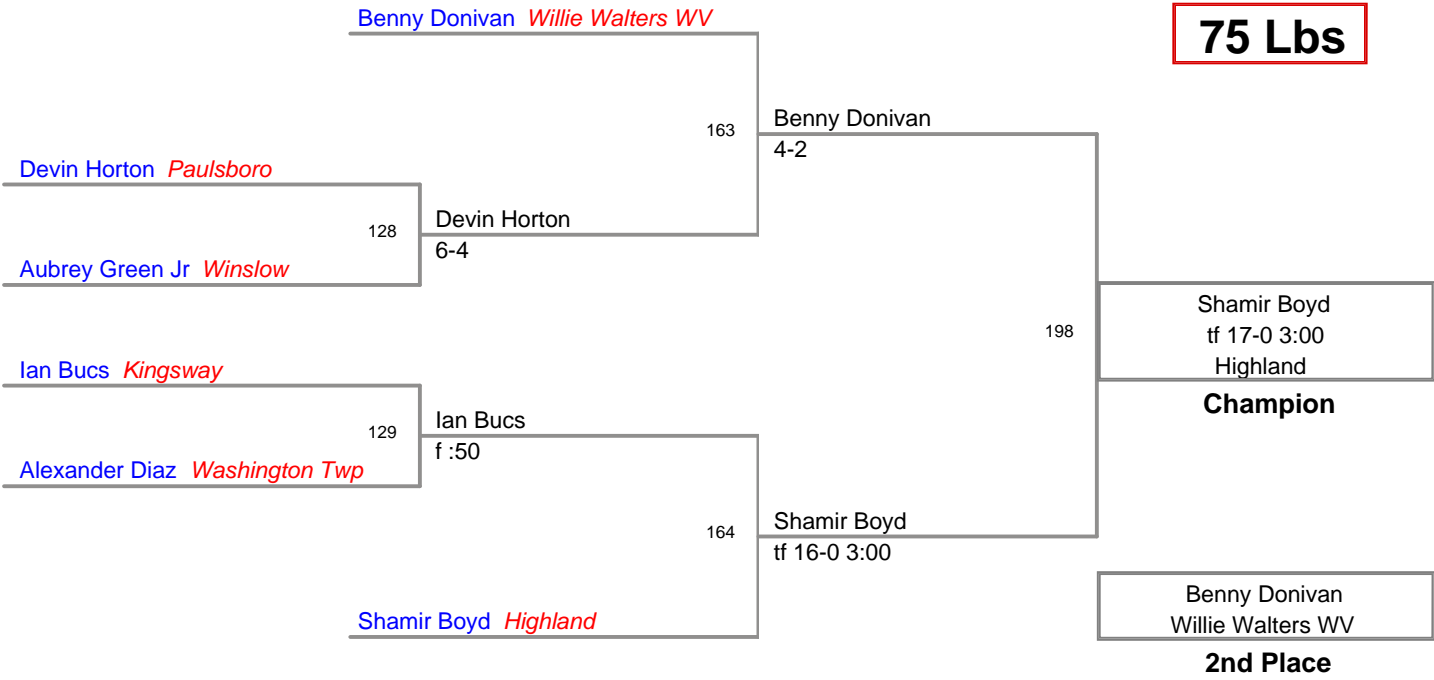 Benny Donivan Willie Walters WV
75 Lbs
163
Benny Donivan
4-2
Devin Horton Paulsboro
128
Devin Horton
6-4
Aubrey Green Jr Winslow
198
Shamir Boyd
tf 17-0 3:00
Highland
Champion
Ian Bucs Kingsway
129
Ian Bucs
f :50
Alexander Diaz Washington Twp
164
Shamir Boyd
tf 16-0 3:00
Shamir Boyd Highland
Benny Donivan
Willie Walters WV
2nd Place